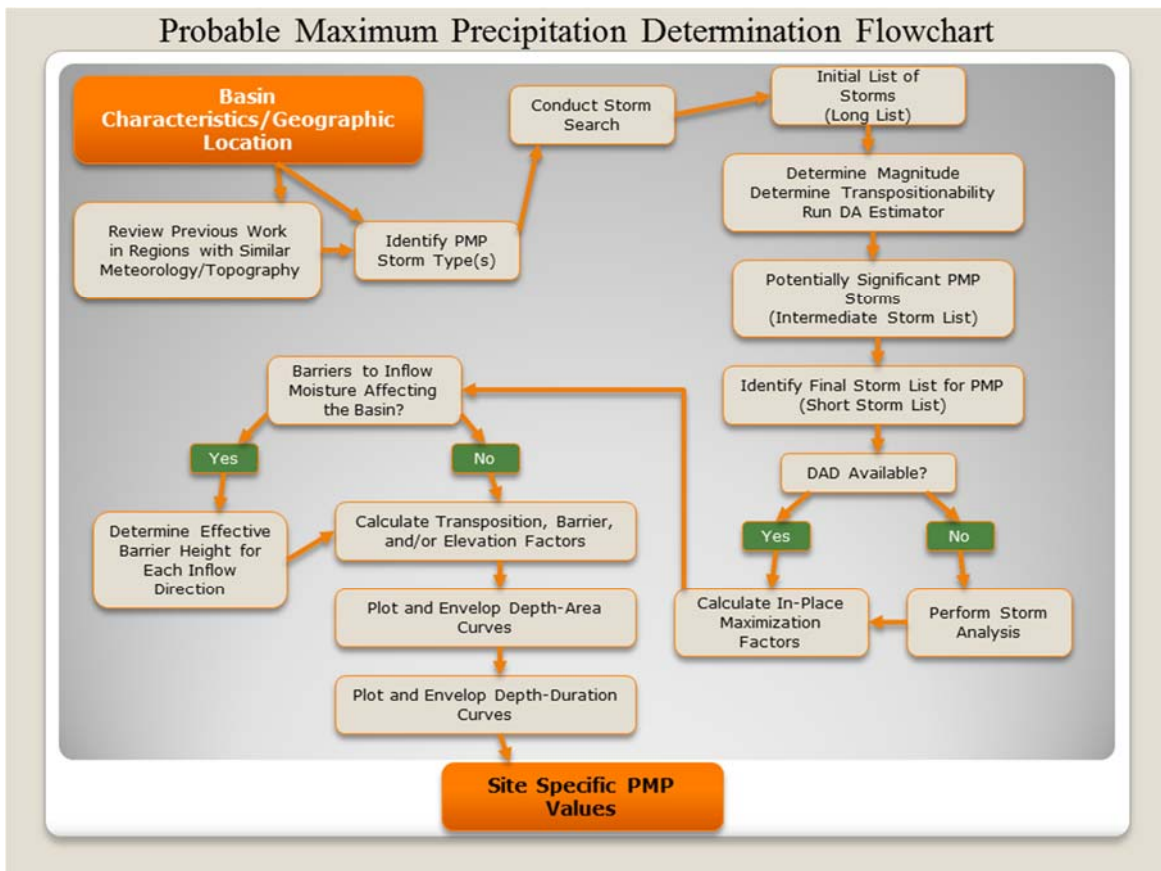 Probable Maximum Precipitation Determination Flowchart
Basin
Characteristics/Geographic
Location
Review Previous Work
in Regions with Similar
Meteorology/Topography
Identify PMP
Storm Type(s)
Conduct Storm
Search
Initial List of
Storms
(Long List)
Determine Magnitude
Determine Transpositionability
Run DA Estimator
Potentially Significant PMP
Storms
(Intermediate Storm List)
Identify Final Storm List for PMP
(Short Storm List)
DAD Available?
Yes
No
Perform Storm
Analysis
Calculate In-Place
Maximization
Factors
Barriers to Inflow
Moisture Affecting
the Basin?
Yes
No
Determine Effective
Barrier Height for
Each Inflow
Direction
Calculate Transposition, Barrier,
and/or Elevation Factors
Plot and Envelop Depth-Area
Curves
Plot and Envelop Depth-Duration
Curves
Site Specific PMP
Values